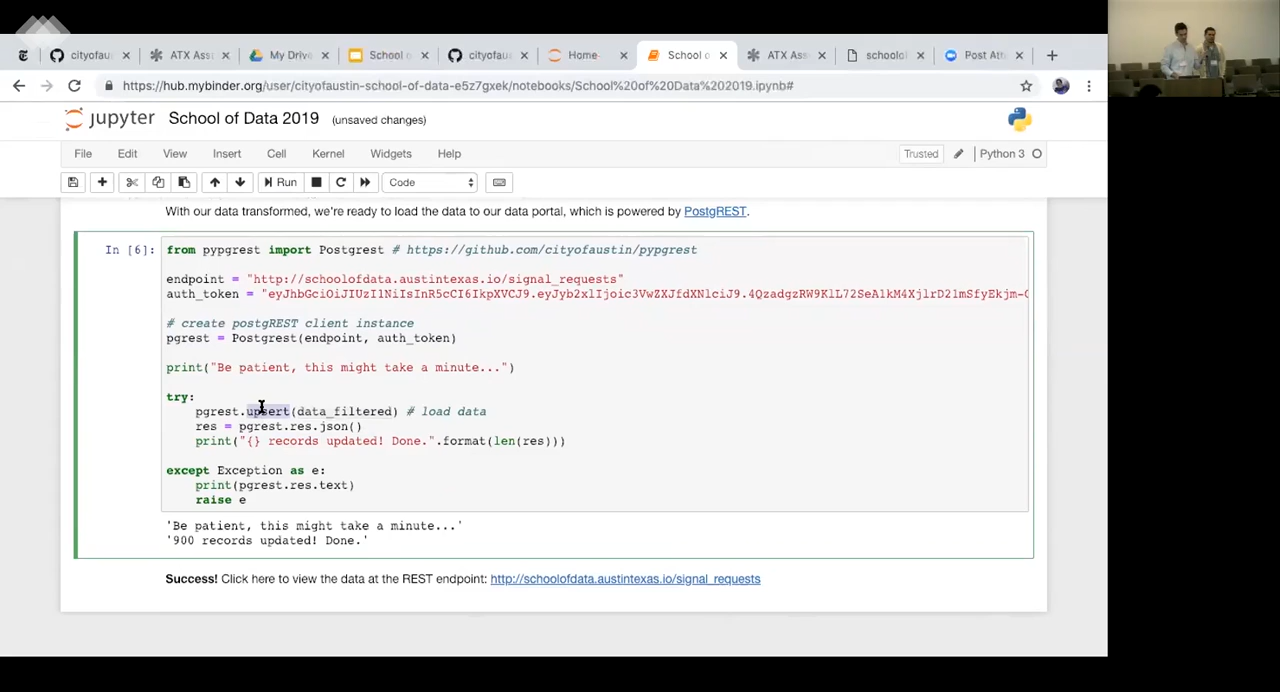 cityofau
ATX Ass
My Drive
School o
cityofau
Home
School o
ATX Ass
schoolo
Post Att
https://hub.mybinder.org/user/cityofaustin-school-of-data-e5z7gxek/notebooks/School%20of%20Data%202019.ipynb#
jupyter School of Data 2019 (unsaved changes)
File Edit View Insert Cell Kernel Widgets Help Trusted Python 3
Run Code
With our data transformed, we're ready to load the data to our data portal, which is powered by PostgREST.
In [6]: from pypgrest import Postgrest # https://github.com/cityofaustin/pypgrest
endpoint = "http://schoolofdata.austintexas.io/signal_requests"
auth_token =
# create postgREST client instance
pgrest = Postgrest(endpoint, auth_token)
print("Be patient, this might take a minute...")
try:
pgrest.upsert(data_filtered) # load data
res = pgrest.res.json()
print("{} records updated! Done.".format(len(res)))
except Exception as e:
print(pgrest.res.text)
raise e
'Be patient, this might take a minute...'
'900 records updated! Done.'
Success! Click here to view the data at the REST endpoint: http://schoolofdata.austintexas.io/signal_requests